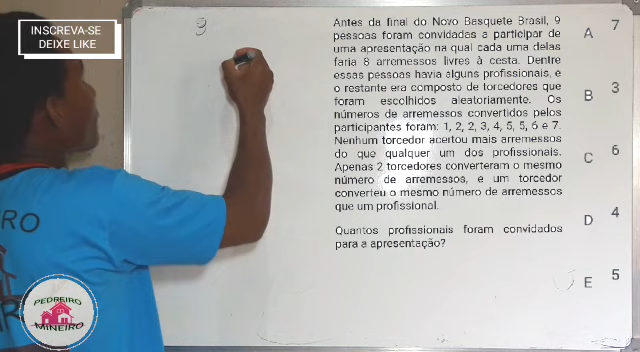 INSCREVA-SE
DEIXE LIKE
9
Antes da final do Novo Basquete Brasil, 9
pessoas foram convidadas a participar de
uma apresentação na qual cada uma delas
faria 8 arremessos livres à cesta. Dentre
essas pessoas havia alguns profissionais, e
o restante era composto de torcedores que
foram escolhidos aleatoriamente. Os
números de arremessos convertidos pelos
participantes foram: 1, 2, 2, 3, 4, 5, 5, 6 e 7.
Nenhum torcedor acertou mais arremessos
do que qualquer um dos profissionais.
Apenas 2 torcedores converteram o mesmo
número de arremessos, e um torcedor
converteu o mesmo número de arremessos
que um profissional.
Quantos profissionais foram convidados
para a apresentação?
A 7
B 3
C 6
D 4
E 5
PEDREIRO
MINEIRO